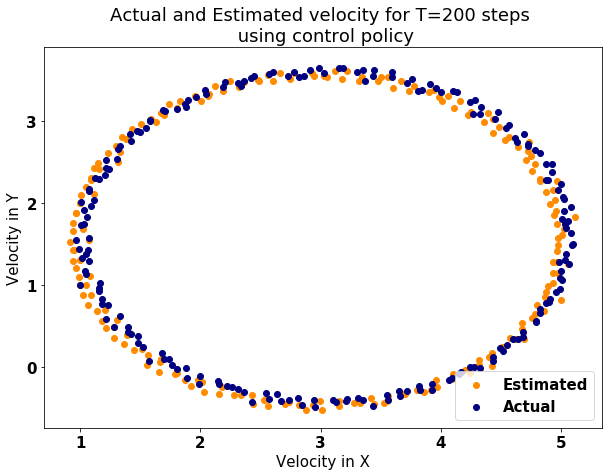 Actual and Estimated velocity for T=200 steps
using control policy
Velocity in Y
3
2
1
0
1
2
3
4
5
Velocity in X
Estimated
Actual